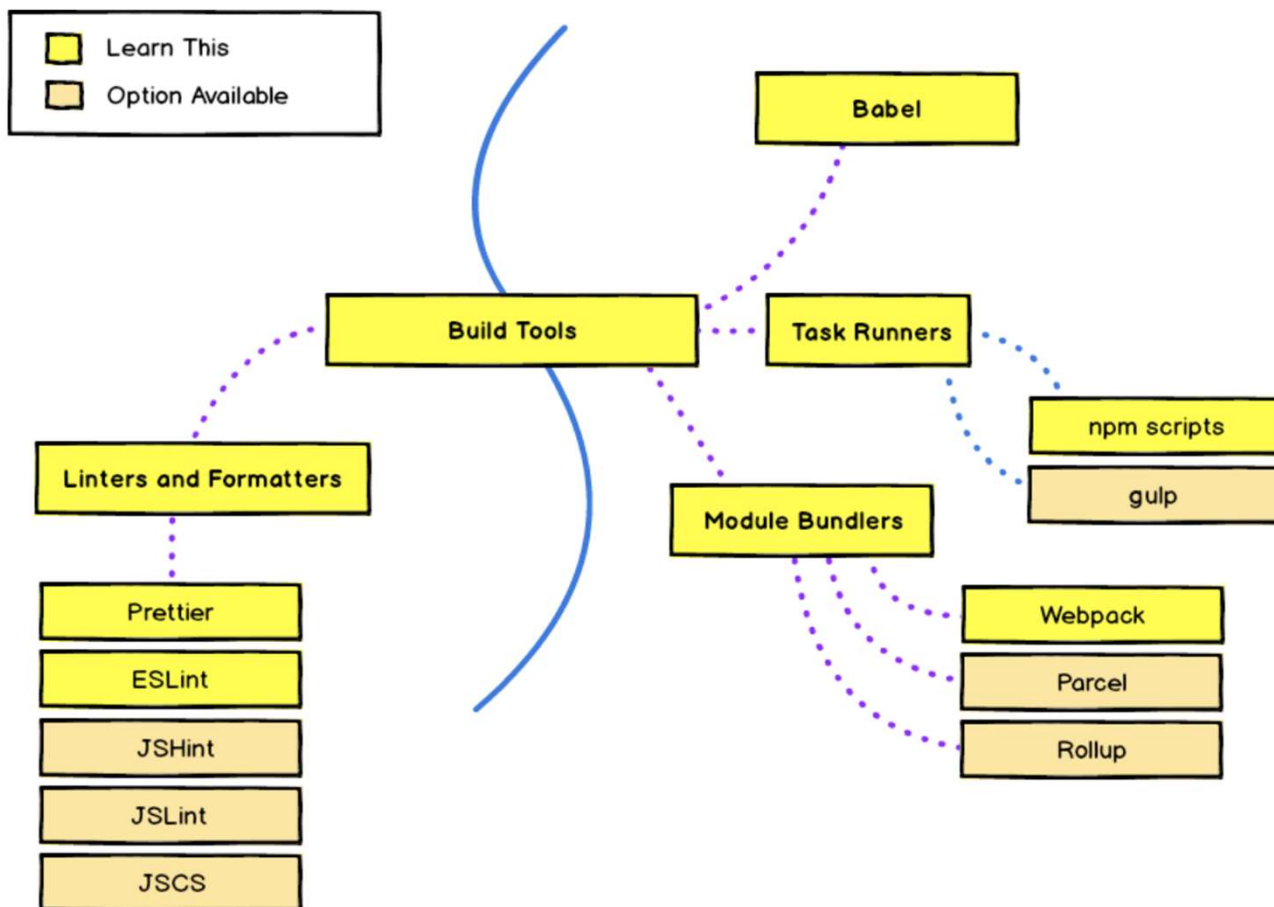 Learn This
Option Available
Babel
Build Tools
Task Runners
npm scripts
gulp
Linters and Formatters
Module Bundlers
Prettier
ESLint
JSHint
JSLint
JSCS
Webpack
Parcel
Rollup